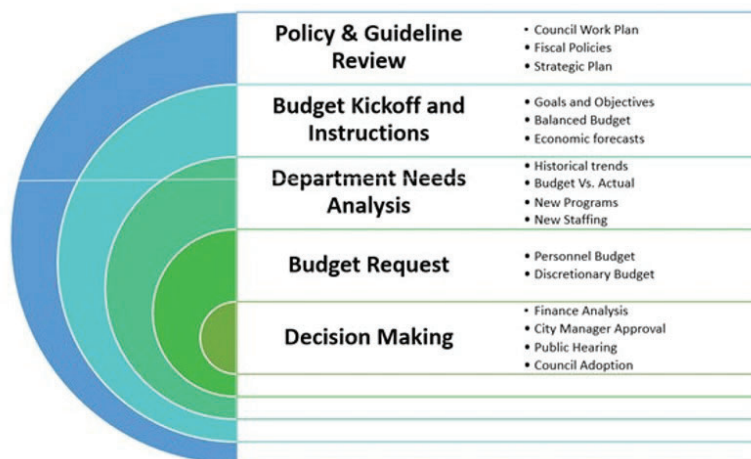 Policy & Guideline
Review
• Council Work Plan
• Fiscal Policies
• Strategic Plan
Budget Kickoff and
Instructions
• Goals and Objectives
• Balanced Budget
• Economic forecasts
Department Needs
Analysis
• Historical trends
• Budget Vs. Actual
• New Programs
• New Staffing
Budget Request
• Personnel Budget
• Discretionary Budget
Decision Making
• Finance Analysis
• City Manager Approval
• Public Hearing
• Council Adoption